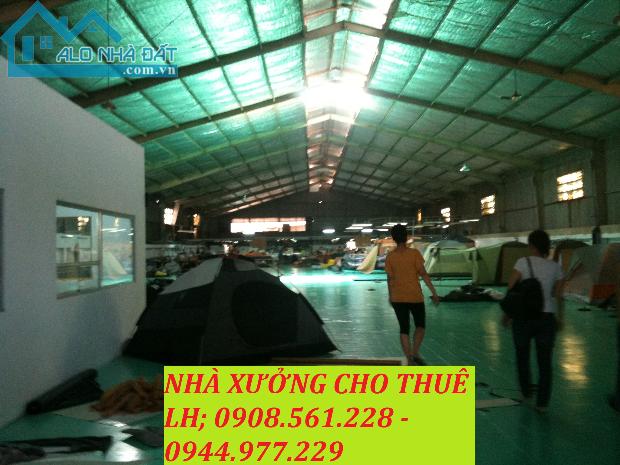 ALO NHÀ ĐẤT
.com.vn
NHÀ XƯỞNG CHO THUÊ
LH; 0908.561.228 -
0944.977.229